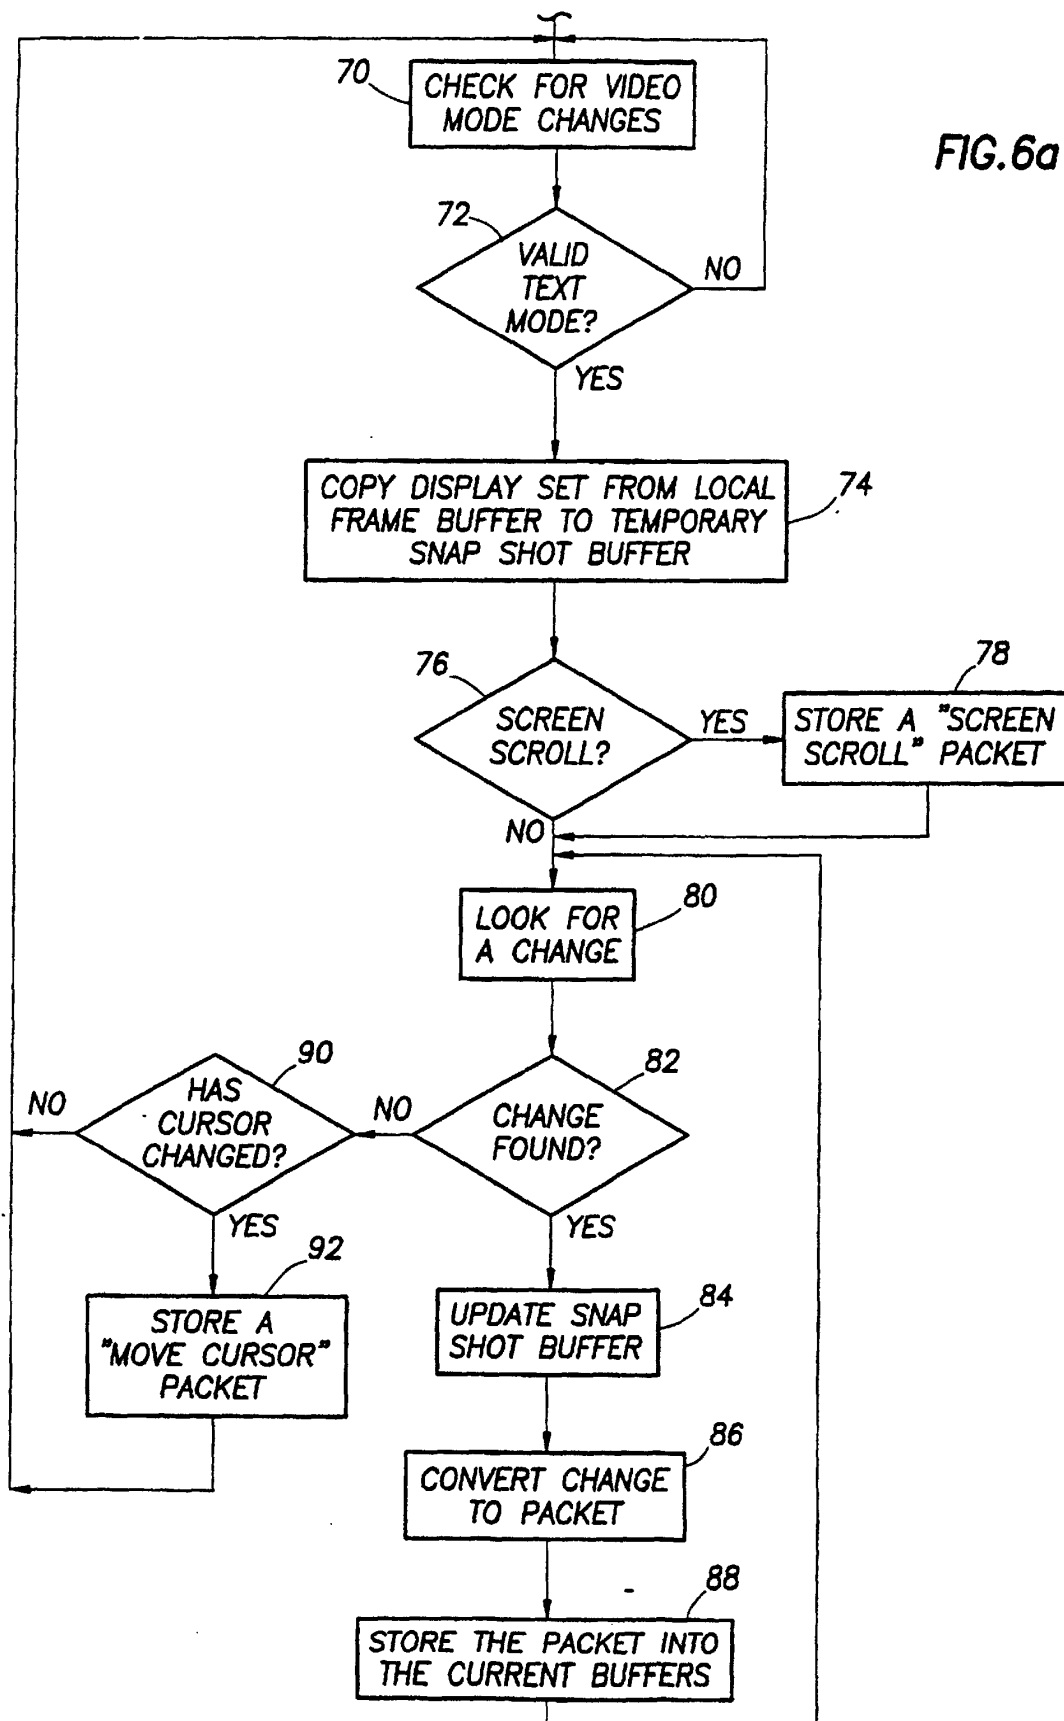 FIG.6a
70
CHECK FOR VIDEO
MODE CHANGES
72
VALID
TEXT
MODE?
NO
YES
74
COPY DISPLAY SET FROM LOCAL
FRAME BUFFER TO TEMPORARY
SNAP SHOT BUFFER
76
SCREEN
SCROLL?
YES
78
STORE A "SCREEN
SCROLL" PACKET
NO
80
LOOK FOR
A CHANGE
82
CHANGE
FOUND?
NO
90
HAS
CURSOR
CHANGED?
NO
YES
92
STORE A
"MOVE CURSOR"
PACKET
YES
84
UPDATE SNAP
SHOT BUFFER
86
CONVERT CHANGE
TO PACKET
88
STORE THE PACKET INTO
THE CURRENT BUFFERS